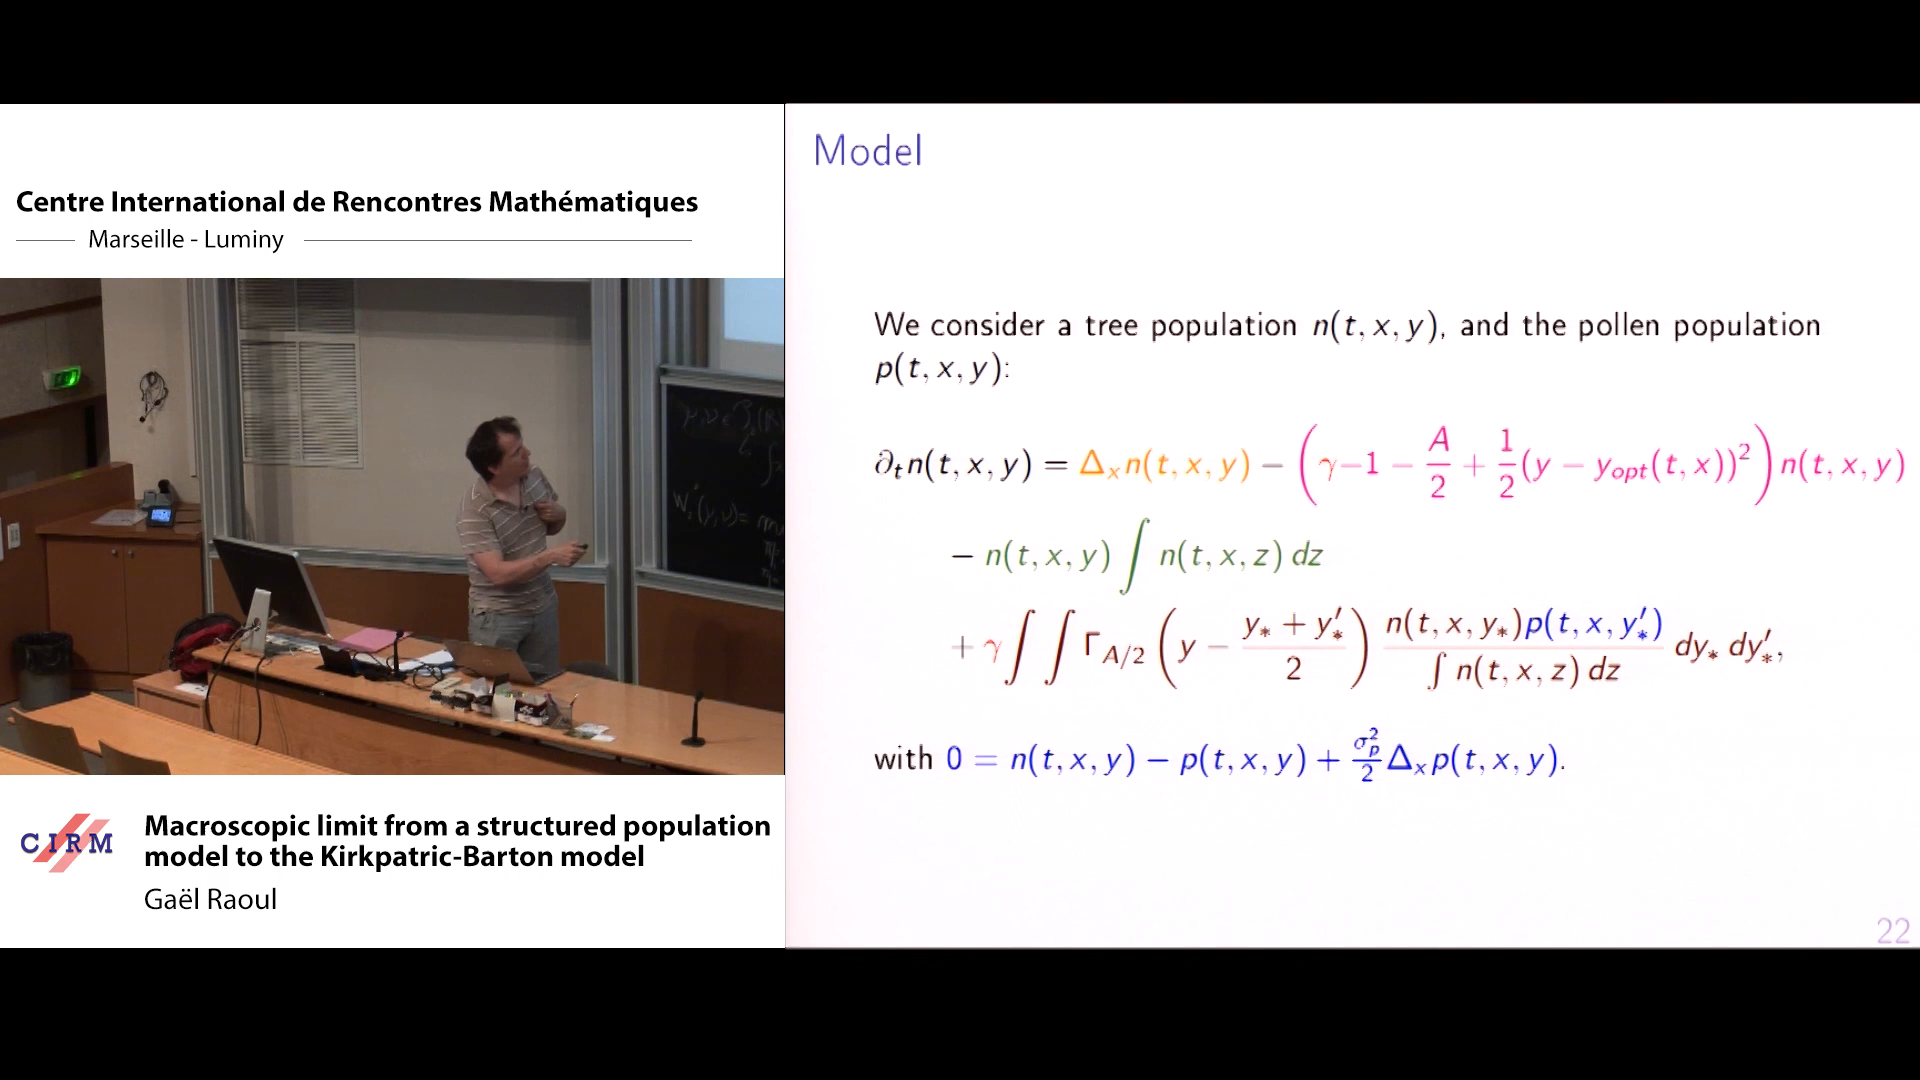 Centre International de Rencontres Mathématiques
Marseille - Luminy
CIRM
Macroscopic limit from a structured population
model to the Kirkpatric-Barton model
Gaël Raoul
Model
We consider a tree population n(t, x, y), and the pollen population
p(t, x, y):
∂ₜn(t, x, y) = Δₓn(t, x, y) − (γ−1 − A/2 + 1/2(y − y_opt(t, x))²) n(t, x, y)
− n(t, x, y) ∫ n(t, x, z) dz
+ γ ∫ ∫ Γ_{A/2} (y − (y_* + y'_*)/2) n(t, x, y_*)p(t, x, y'_*) / ∫ n(t, x, z) dz dy_* dy'_*,
with 0 = n(t, x, y) − p(t, x, y) + σ_p²/2 Δₓp(t, x, y).
22